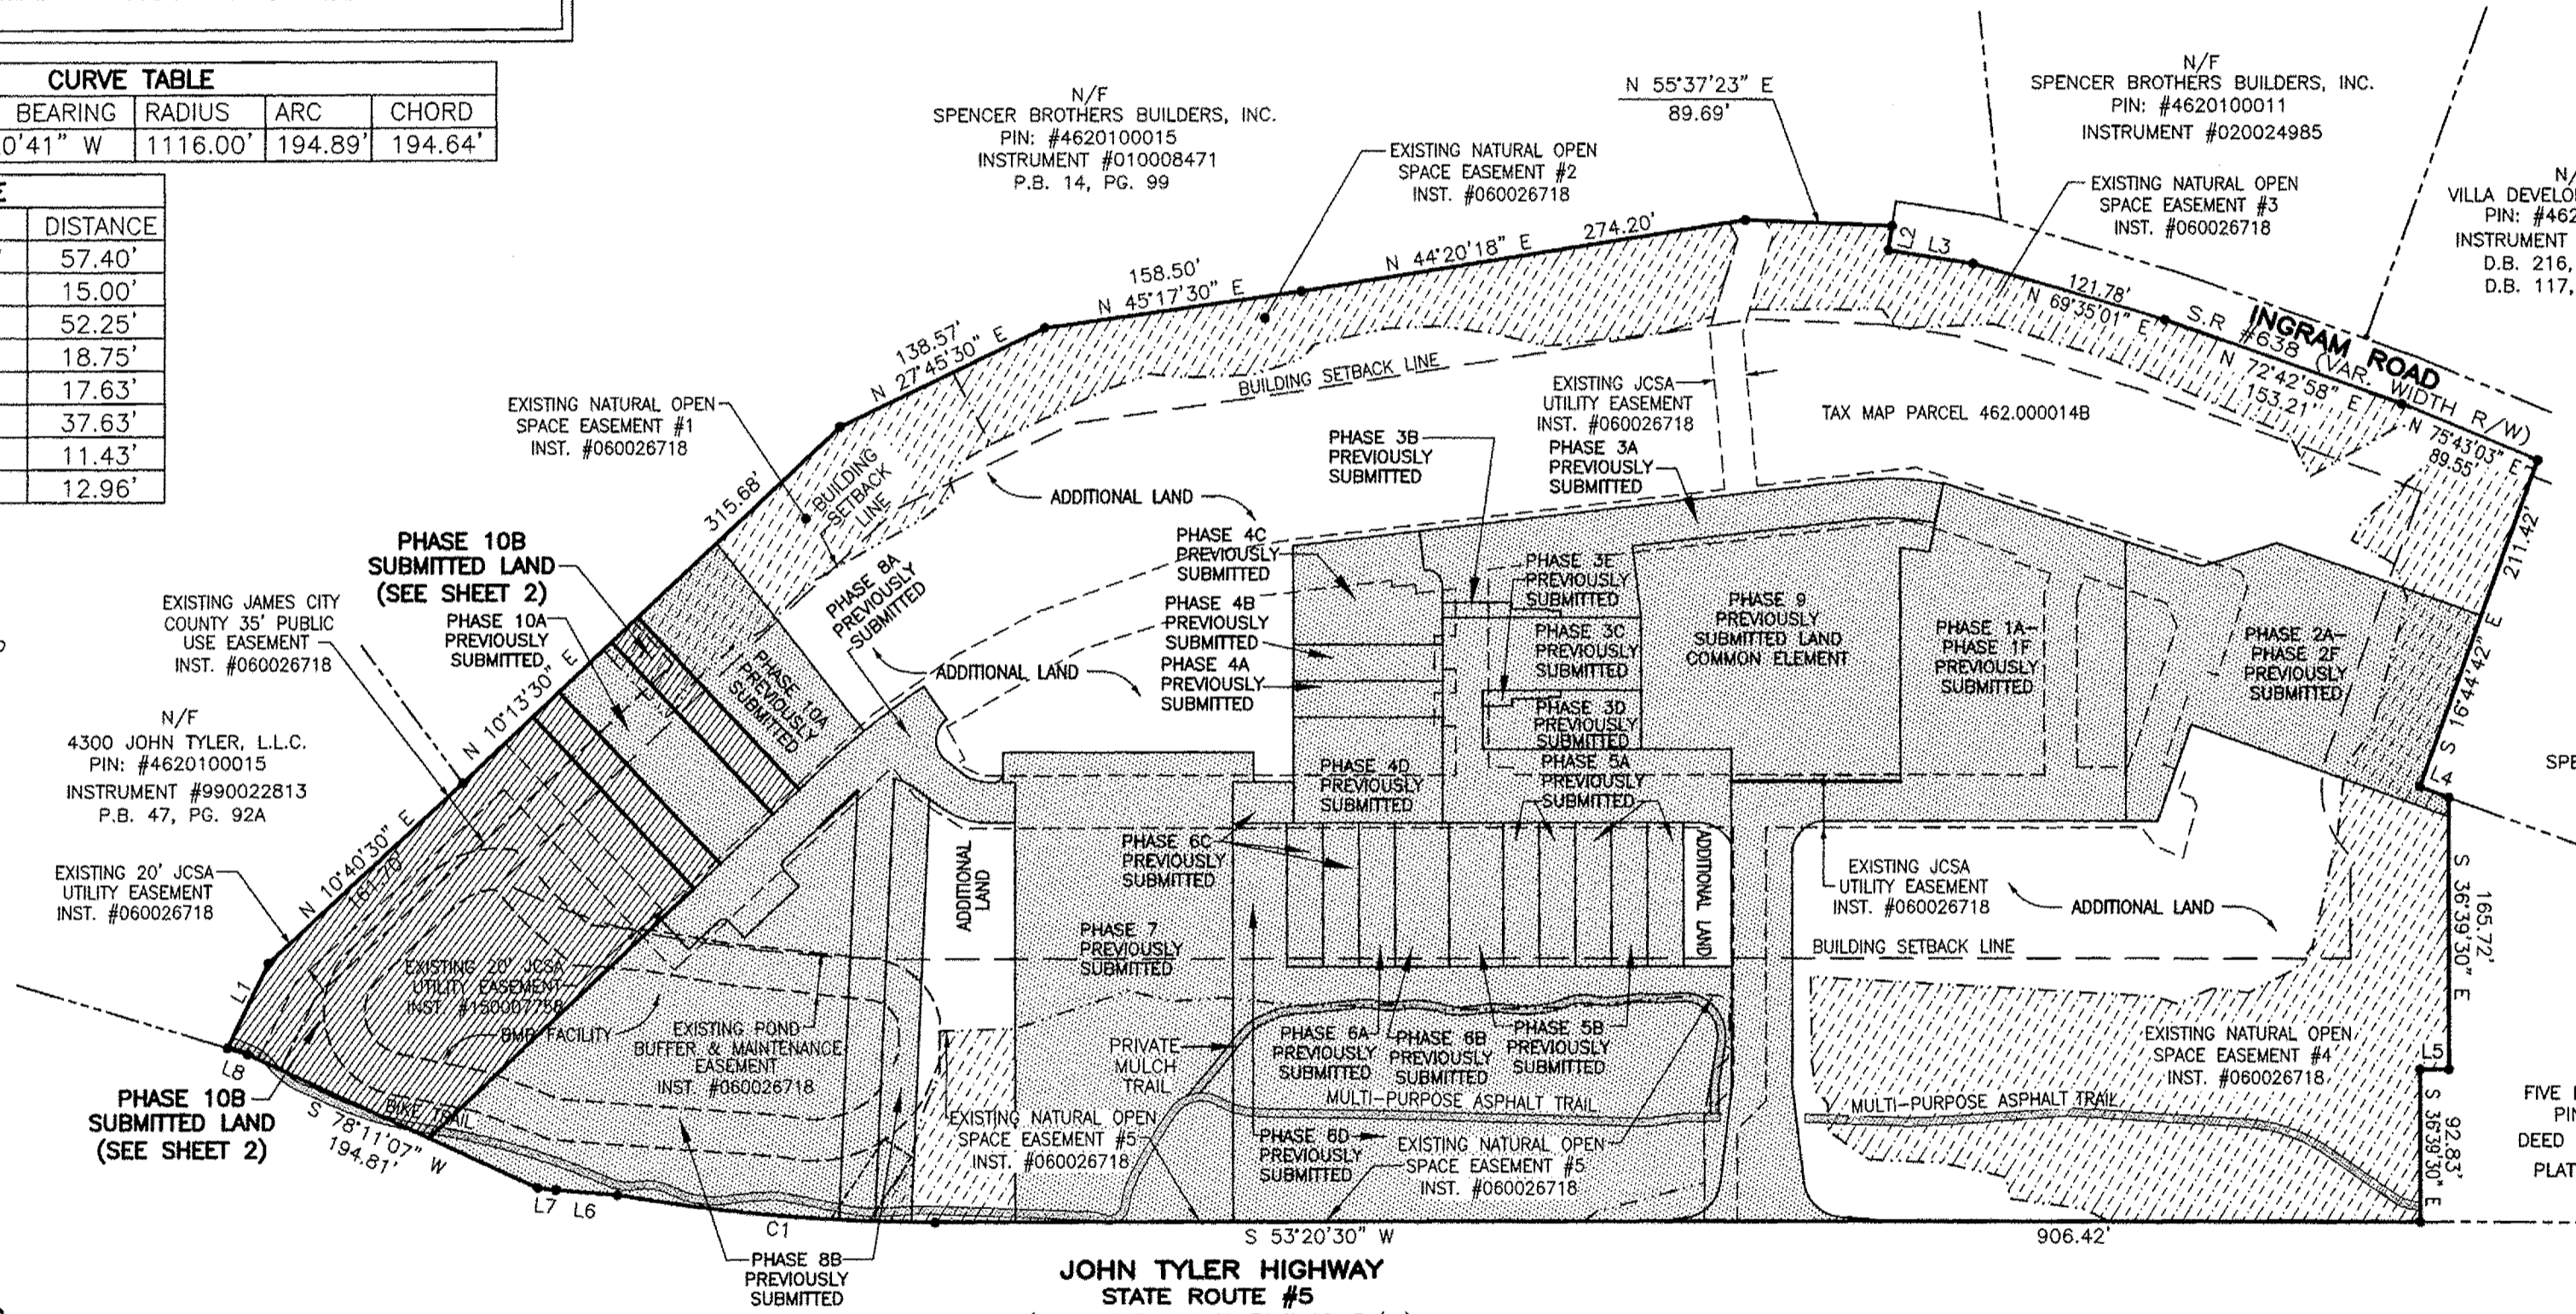 CURVE TABLE
BEARING RADIUS ARC CHORD
0'41" W 1116.00' 194.89' 194.64'
E
DISTANCE
57.40'
15.00'
52.25'
18.75'
17.63'
37.63'
11.43'
12.96'
N/F
SPENCER BROTHERS BUILDERS, INC.
PIN: #4620100015
INSTRUMENT #010008471
P.B. 14, PG. 99
N 55°37'23" E
89.69'
N/F
SPENCER BROTHERS BUILDERS, INC.
PIN: #4620100011
INSTRUMENT #020024985
N/
VILLA DEVELO
PIN: #462
INSTRUMENT
D.B. 216,
D.B. 117,
EXISTING NATURAL OPEN
SPACE EASEMENT #2
INST. #060026718
EXISTING NATURAL OPEN
SPACE EASEMENT #3
INST. #060026718
L2
L3
121.78'
N 69°35'01" E
S.R. #638 (VAR. WIDTH R/W)
INGRAM ROAD
N 72°42'58" E
153.21'
N 75°43'03" E
89.55'
274.20'
N 44°20'18" E
158.50'
N 45°17'30" E
138.57'
N 27°45'30" E
BUILDING SETBACK LINE
EXISTING JCSA
UTILITY EASEMENT
INST. #060026718
TAX MAP PARCEL 462.000014B
EXISTING NATURAL OPEN
SPACE EASEMENT #1
INST. #060026718
BUILDING
SETBACK
LINE
315.68'
N 10°13'30" E
ADDITIONAL LAND
PHASE 3B
PREVIOUSLY
SUBMITTED
PHASE 3A
PREVIOUSLY
SUBMITTED
211.42'
S 16°44'42" E
PHASE 10B
SUBMITTED LAND
(SEE SHEET 2)
PHASE 10A
PREVIOUSLY
SUBMITTED
PHASE 10A
PREVIOUSLY
SUBMITTED
PHASE 8A
PREVIOUSLY
SUBMITTED
ADDITIONAL LAND
PHASE 4C
PREVIOUSLY
SUBMITTED
PHASE 4B
PREVIOUSLY
SUBMITTED
PHASE 4A
PREVIOUSLY
SUBMITTED
PHASE 3E
PREVIOUSLY
SUBMITTED
PHASE 3C
PREVIOUSLY
SUBMITTED
PHASE 3D
PREVIOUSLY
SUBMITTED
PHASE 9
PREVIOUSLY
SUBMITTED LAND
COMMON ELEMENT
PHASE 1A-
PHASE 1F
PREVIOUSLY
SUBMITTED
PHASE 2A-
PHASE 2F
PREVIOUSLY
SUBMITTED
EXISTING JAMES CITY
COUNTY 35' PUBLIC
USE EASEMENT
INST. #060026718
N/F
4300 JOHN TYLER, L.L.C.
PIN: #4620100015
INSTRUMENT #990022813
P.B. 47, PG. 92A
PHASE 4D
PREVIOUSLY
SUBMITTED
PHASE 5A
PREVIOUSLY
SUBMITTED
L4
SPE
EXISTING 20' JCSA
UTILITY EASEMENT
INST. #060026718
N 10°40'30" E
161.76'
L1
ADDITIONAL
LAND
PHASE 6C
PREVIOUSLY
SUBMITTED
ADDITIONAL LAND
EXISTING JCSA
UTILITY EASEMENT
INST. #060026718
ADDITIONAL LAND
165.72'
S 36°39'30" E
PHASE 7
PREVIOUSLY
SUBMITTED
BUILDING SETBACK LINE
EXISTING 20' JCSA
UTILITY EASEMENT
INST. #150007758
BMP FACILITY
EXISTING POND
BUFFER & MAINTENANCE
EASEMENT
INST. #060026718
PRIVATE
MULCH
TRAIL
PHASE 6A
PREVIOUSLY
SUBMITTED
PHASE 6B
PREVIOUSLY
SUBMITTED
PHASE 5B
PREVIOUSLY
SUBMITTED
EXISTING NATURAL OPEN
SPACE EASEMENT #4
INST. #060026718
L5
L8
PHASE 10B
SUBMITTED LAND
(SEE SHEET 2)
BIKE TRAIL
S 78°11'07" W
194.81'
MULTI-PURPOSE ASPHALT TRAIL
MULTI-PURPOSE ASPHALT TRAIL
EXISTING NATURAL OPEN
SPACE EASEMENT #5
INST. #060026718
PHASE 6D
PREVIOUSLY
SUBMITTED
EXISTING NATURAL OPEN
SPACE EASEMENT #5
INST. #060026718
92.83'
S 36°39'30" E
FIVE
PIN
DEED
PLAT
L7
L6
C1
PHASE 8B
PREVIOUSLY
SUBMITTED
S 53°20'30" W
906.42'
JOHN TYLER HIGHWAY
STATE ROUTE #5